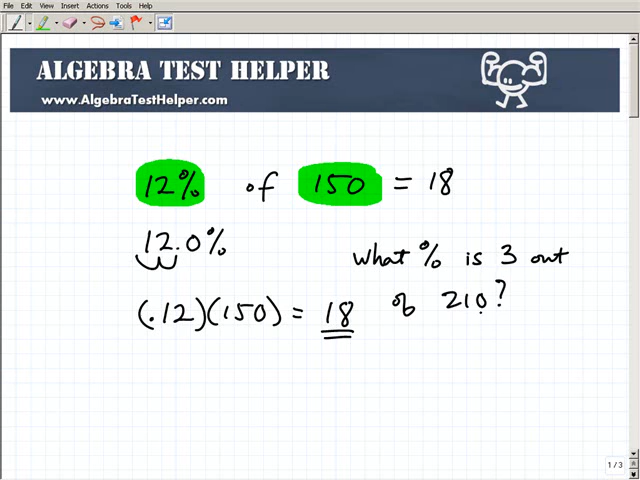 File Edit View Insert Actions Tools Help
ALGEBRA TEST HELPER
www.AlgebraTestHelper.com
12% of 150 = 18
12.0%
what % is 3 out
of 210?
(.12)(150) = 18
1/3